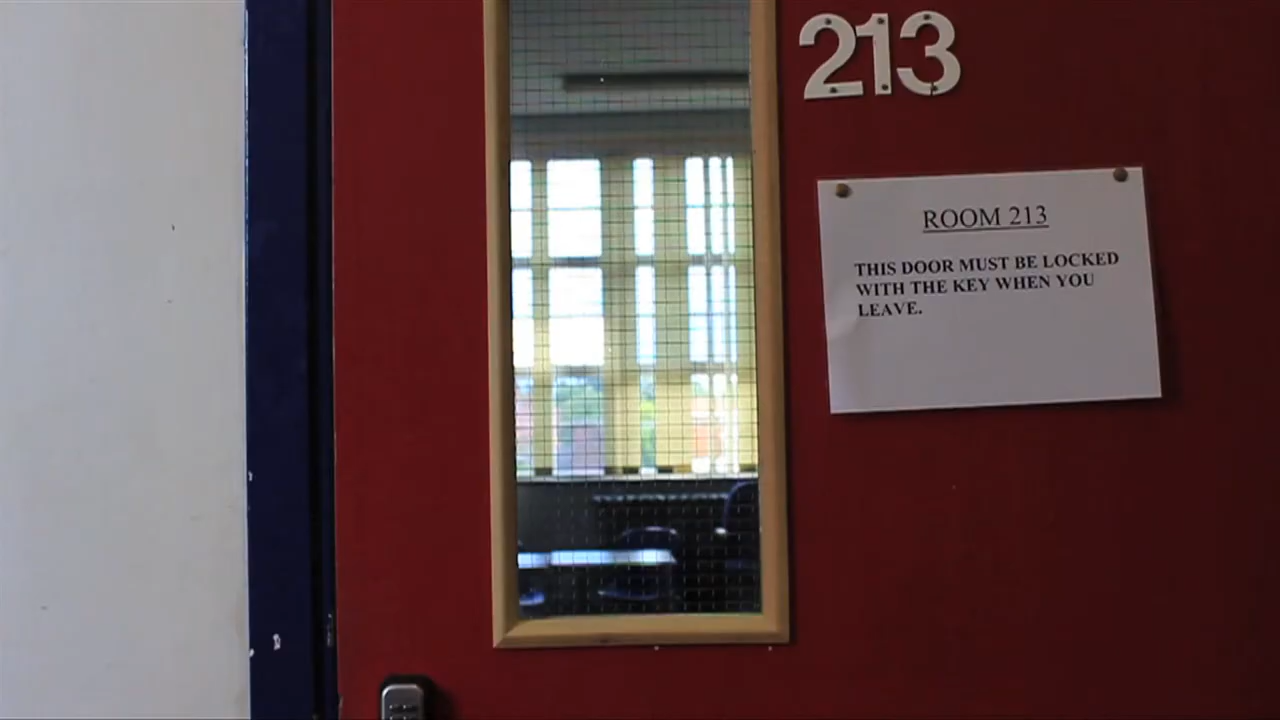 213
ROOM 213
THIS DOOR MUST BE LOCKED
WITH THE KEY WHEN YOU
LEAVE.